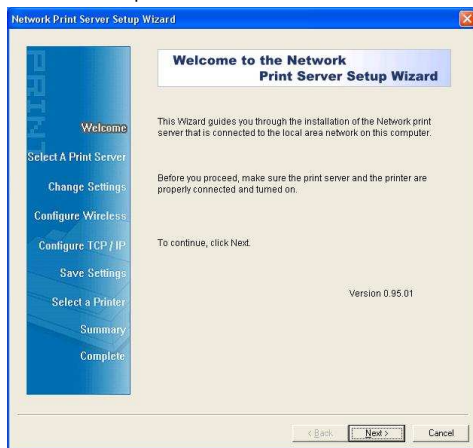 Network Print Server Setup Wizard
PRINT
Welcome
Select A Print Server
Change Settings
Configure Wireless
Configure TCP / IP
Save Settings
Select a Printer
Summary
Complete
Welcome to the Network
Print Server Setup Wizard
This Wizard guides you through the installation of the Network print
server that is connected to the local area network on this computer.
Before you proceed, make sure the print server and the printer are
properly connected and turned on.
To continue, click Next.
Version 0.95.01
< Back
Next >
Cancel